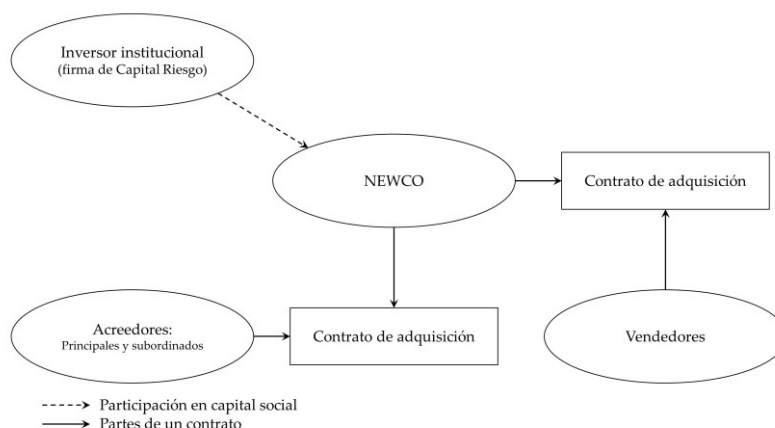 Inversor institucional
(firma de Capital Riesgo)
NEWCO
Contrato de adquisición
Acreedores:
Principales y subordinados
Contrato de adquisición
Vendedores
Participación en capital social
Partes de un contrato